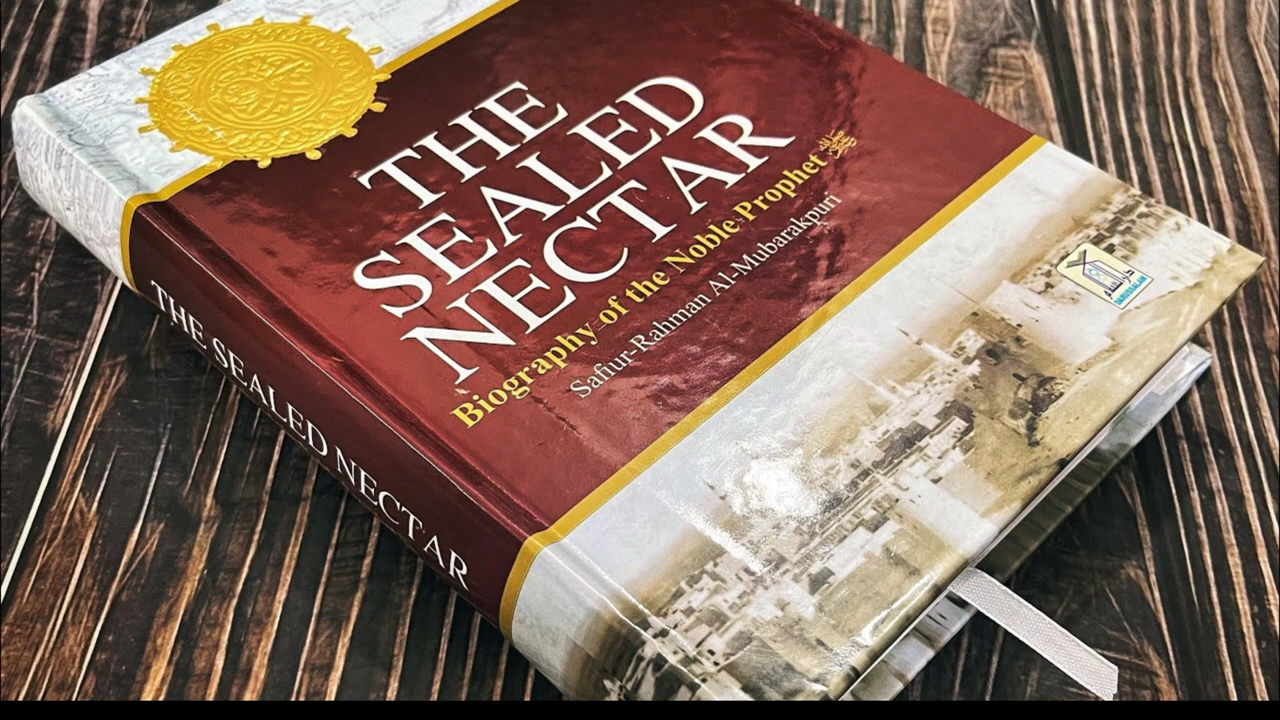 THE
SEALED
NECTAR
Biography of the Noble Prophet ﷺ
Safiur-Rahman Al-Mubarakpuri
THE SEALED NECTAR
DARUSSALAM